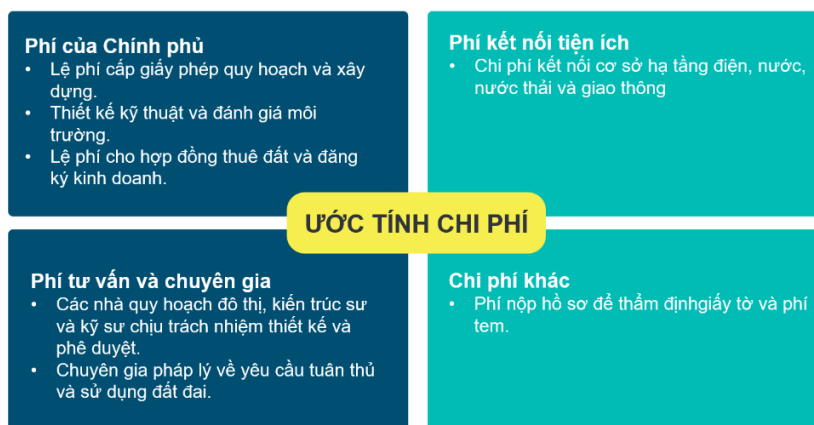 Phí của Chính phủ
• Lệ phí cấp giấy phép quy hoạch và xây
dựng.
• Thiết kế kỹ thuật và đánh giá môi
trường.
• Lệ phí cho hợp đồng thuê đất và đăng
ký kinh doanh.
Phí kết nối tiện ích
• Chi phí kết nối cơ sở hạ tầng điện, nước,
nước thải và giao thông
ƯỚC TÍNH CHI PHÍ
Phí tư vấn và chuyên gia
• Các nhà quy hoạch đô thị, kiến trúc sư
và kỹ sư chịu trách nhiệm thiết kế và
phê duyệt.
• Chuyên gia pháp lý về yêu cầu tuân thủ
và sử dụng đất đai.
Chi phí khác
• Phí nộp hồ sơ để thẩm địnhgiấy tờ và phí
tem.